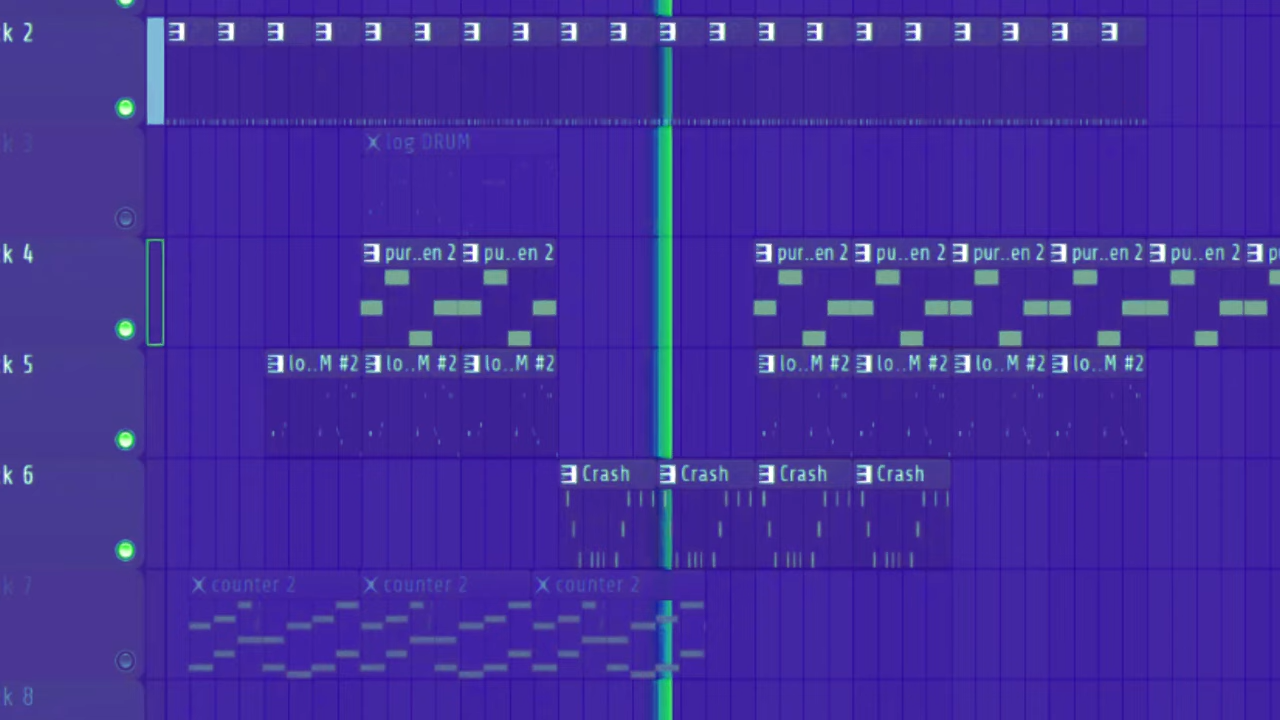 k 2
k 3
log DRUM
k 4
pur..en 2 pu..en 2 pur..en 2 pu..en 2 pur..en 2 pur..en 2 pu..en 2 p
k 5
lo..M #2 lo..M #2 lo..M #2 lo..M #2 lo..M #2 lo..M #2 lo..M #2
k 6
Crash Crash Crash Crash
k 7
counter 2 counter 2 counter 2
k 8